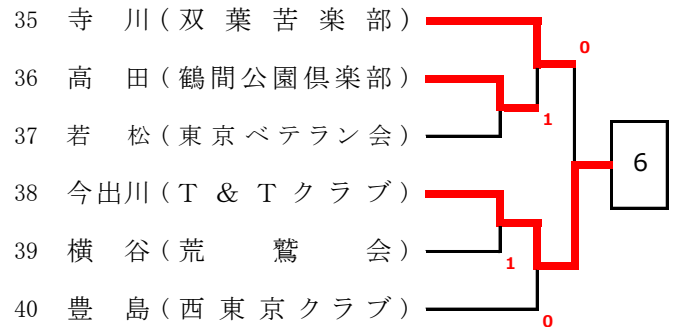 35 寺川(双葉苦楽部)
0
36 高田(鶴間公園倶楽部)
1
37 若松(東京ベテラン会)
6
38 今出川(T&Tクラブ)
39 横谷(荒鷲会)
1
40 豊島(西東京クラブ)
0